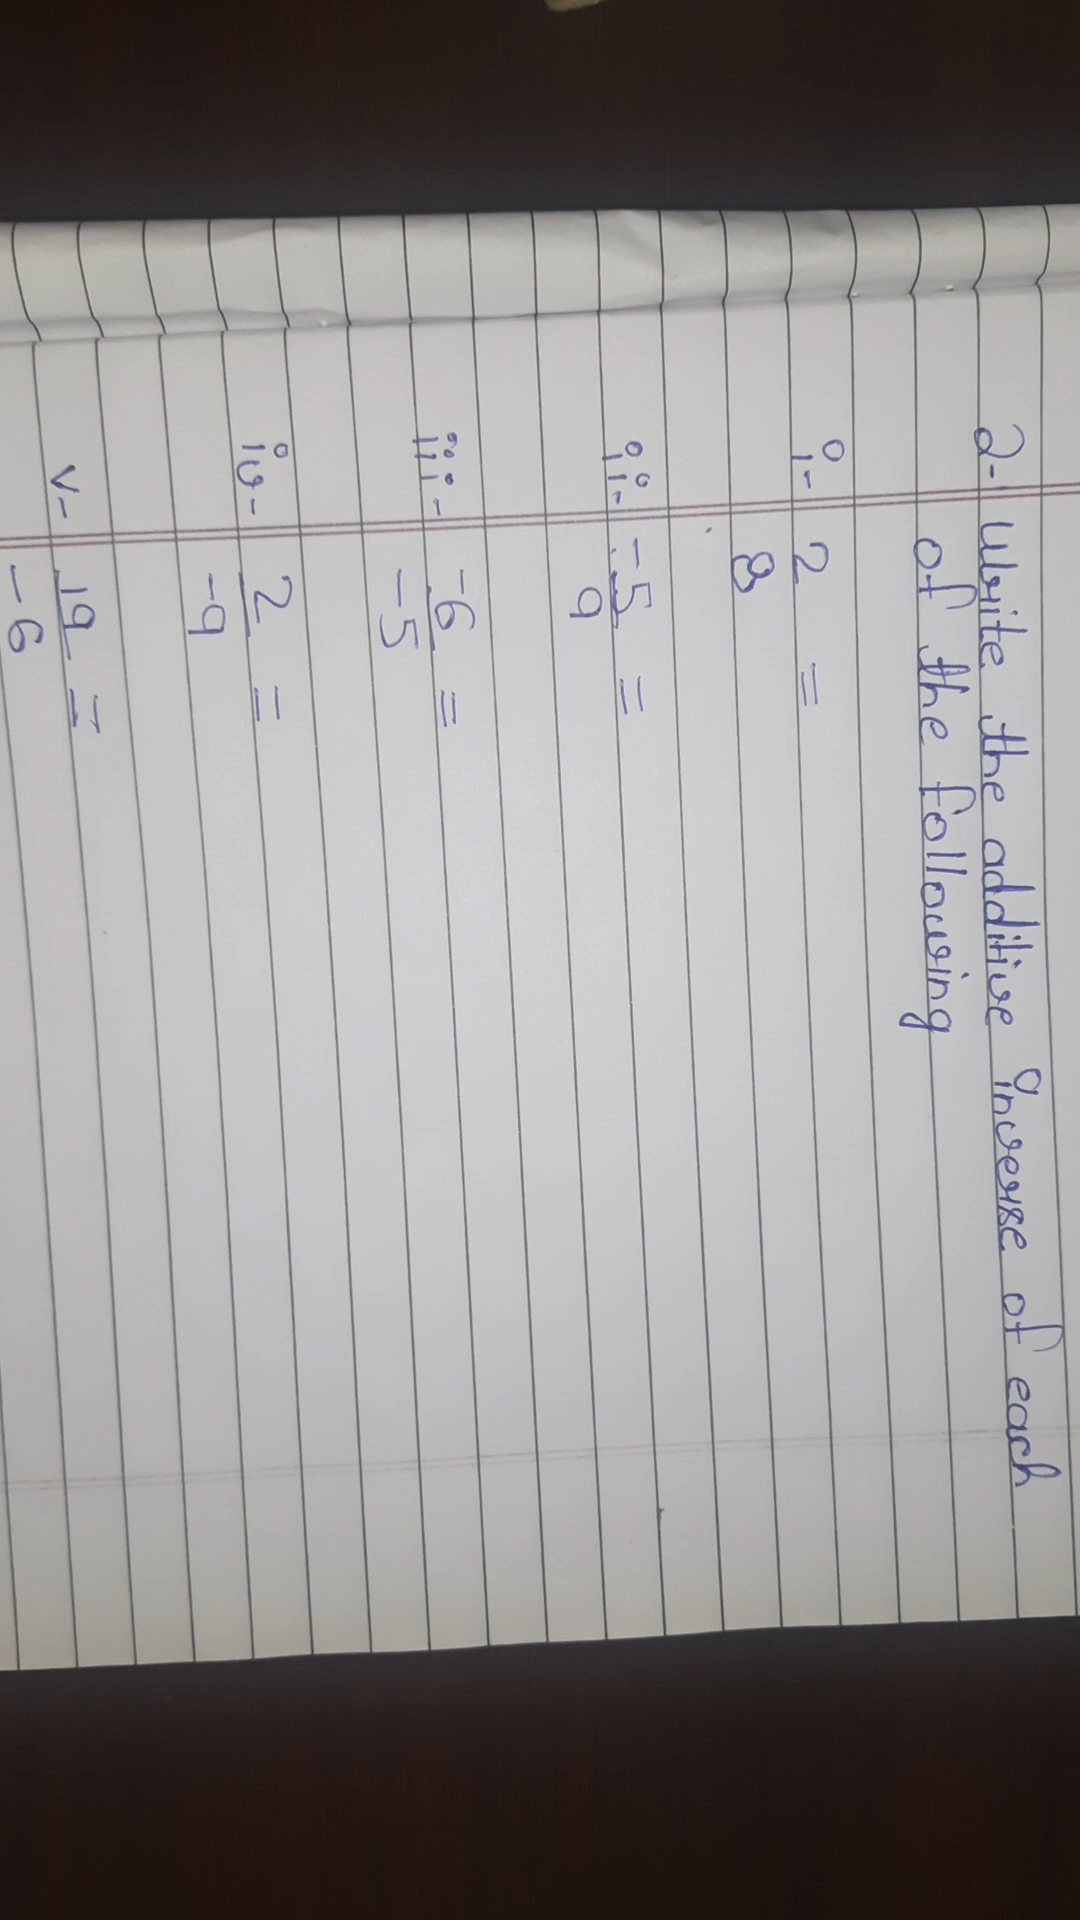 2- Write the additive inverse of each
of the following
i- 2 =
8
ii- -5 =
9
iii- -6 =
-5
iv- 2 =
-9
v- 19 =
-6